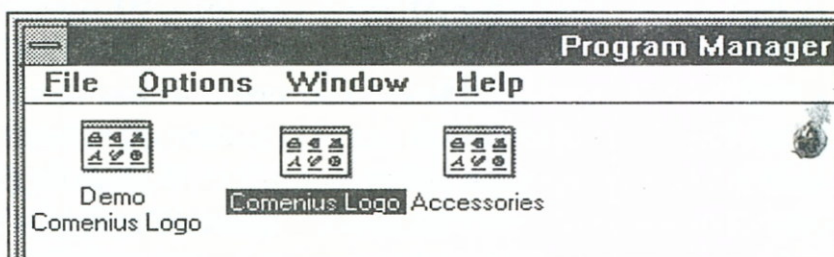 Program Manager
File Options Window Help
Demo
Comenius Logo
Comenius Logo
Accessories